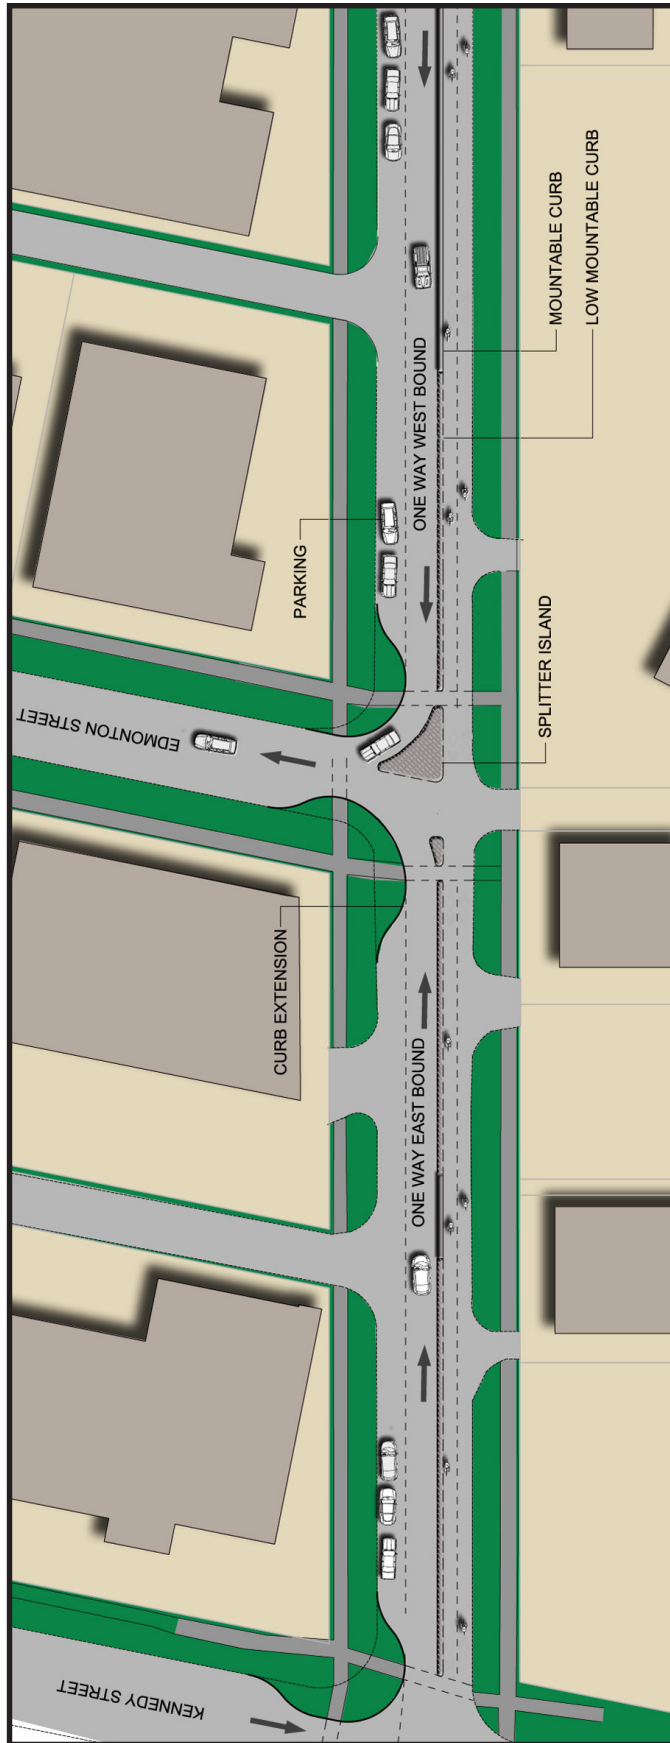 MOUNTABLE CURB
LOW MOUNTABLE CURB
ONE WAY WEST BOUND
PARKING
SPLITTER ISLAND
EDMONTON STREET
CURB EXTENSION
ONE WAY EAST BOUND
KENNEDY STREET